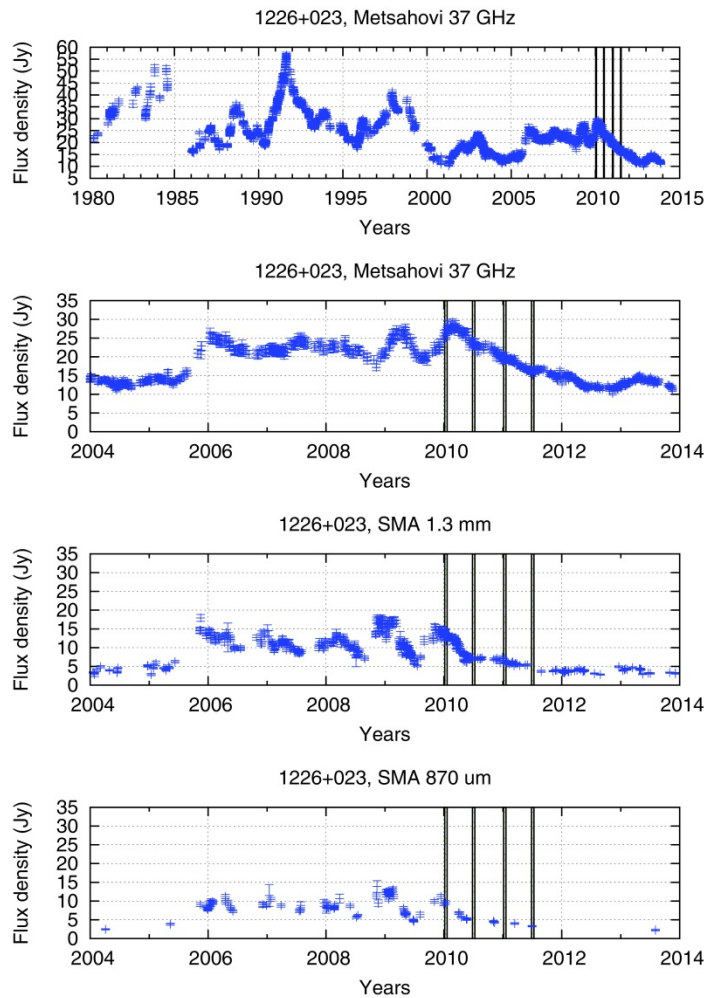 1226+023, Metsahovi 37 GHz
Flux density (Jy)
60
55
50
45
40
35
30
25
20
15
10
5
1980 1985 1990 1995 2000 2005 2010 2015
Years
1226+023, Metsahovi 37 GHz
Flux density (Jy)
35
30
25
20
15
10
5
0
2004 2006 2008 2010 2012 2014
Years
1226+023, SMA 1.3 mm
Flux density (Jy)
35
30
25
20
15
10
5
0
2004 2006 2008 2010 2012 2014
Years
1226+023, SMA 870 um
Flux density (Jy)
35
30
25
20
15
10
5
0
2004 2006 2008 2010 2012 2014
Years